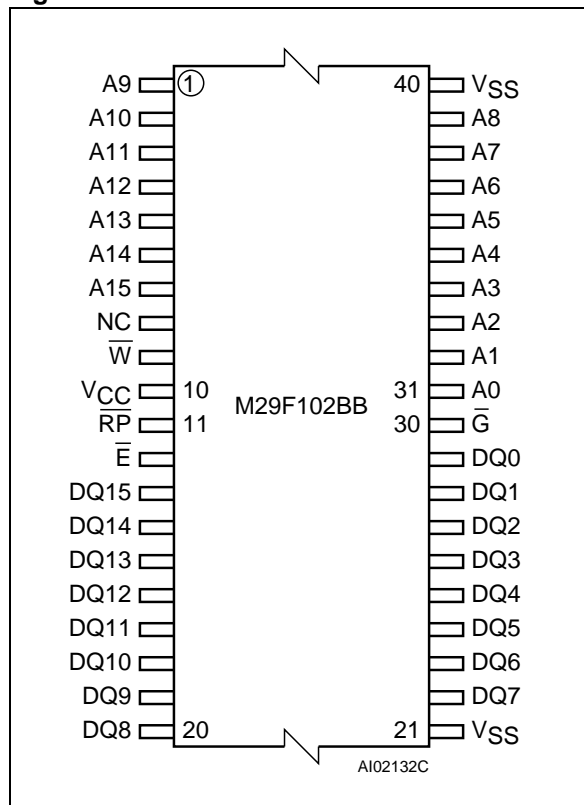 A9 ① 40 VSS
A10 A8
A11 A7
A12 A6
A13 A5
A14 A4
A15 A3
NC A2
W̅ A1
VCC 10 31 A0
M29F102BB
R̅P̅ 11 30 G̅
E̅ DQ0
DQ15 DQ1
DQ14 DQ2
DQ13 DQ3
DQ12 DQ4
DQ11 DQ5
DQ10 DQ6
DQ9 DQ7
DQ8 20 21 VSS
AI02132C